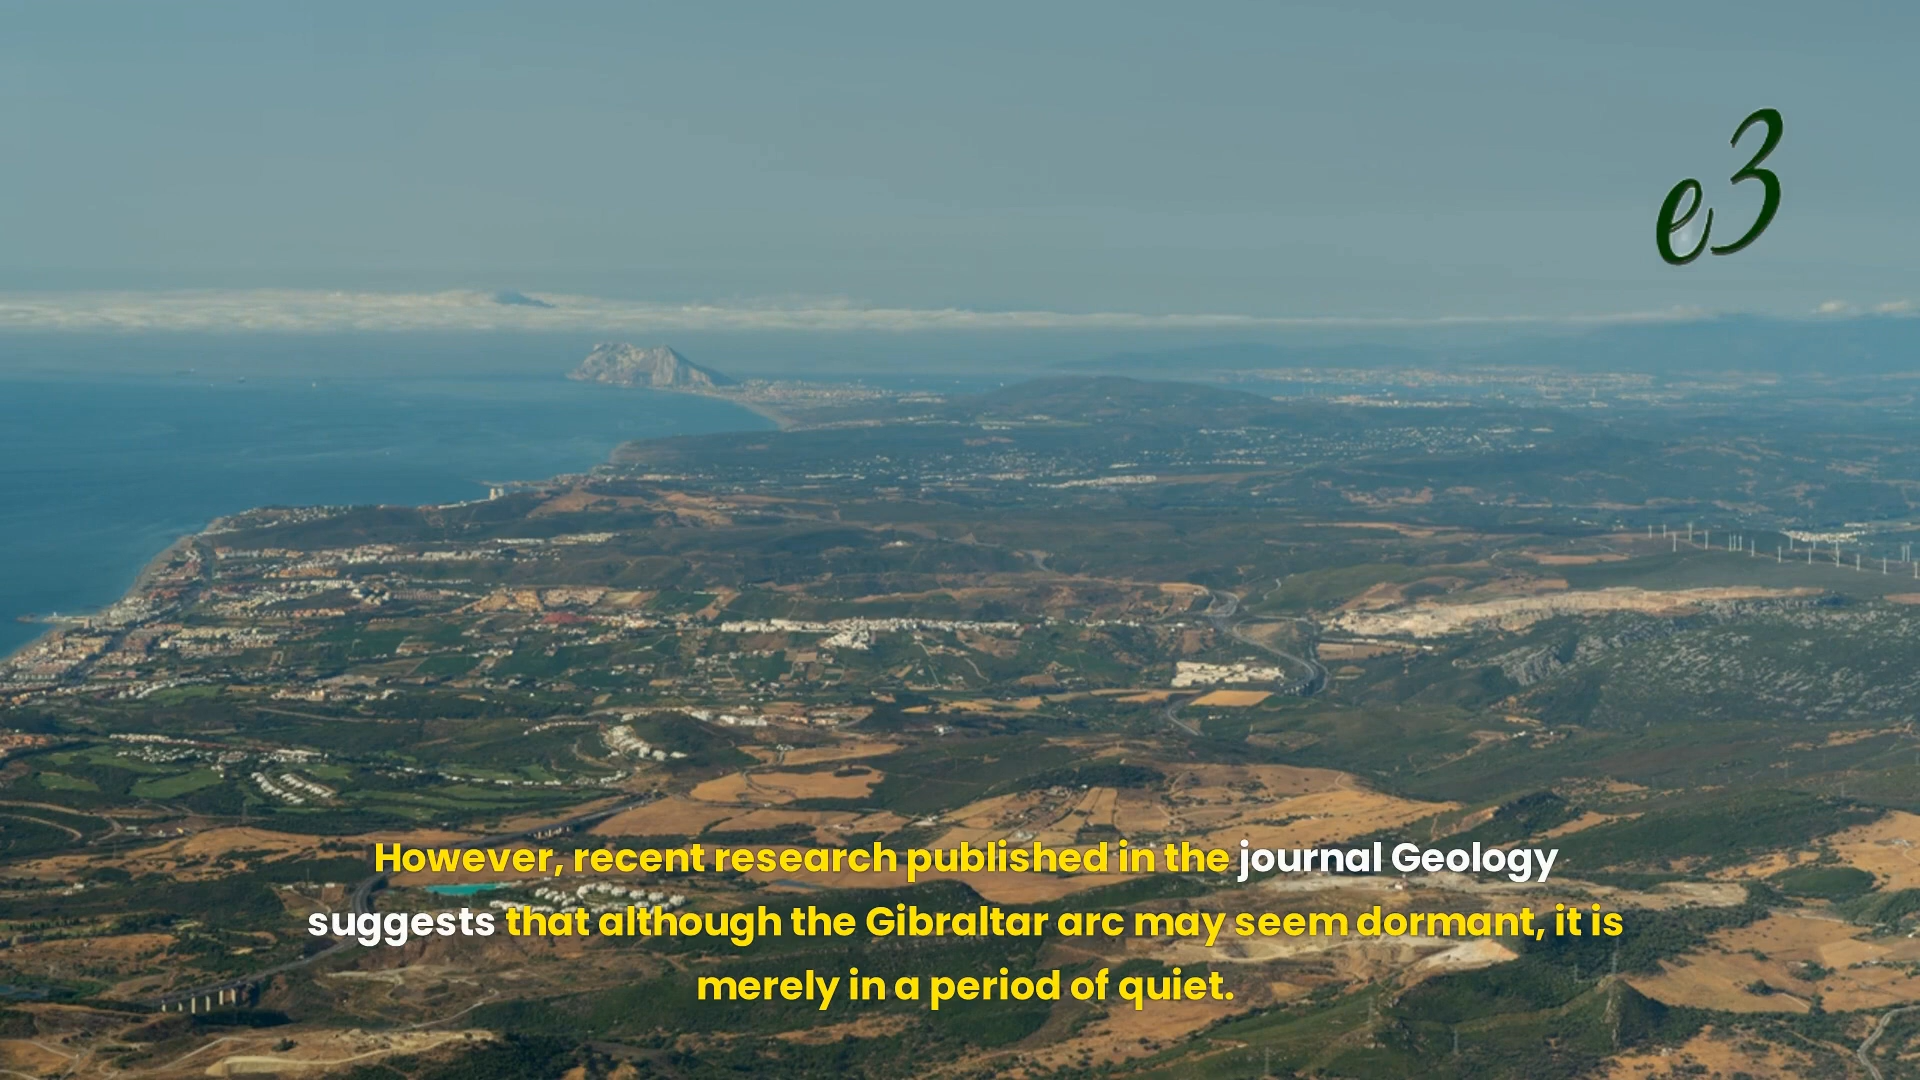 e3
However, recent research published in the journal Geology
suggests that although the Gibraltar arc may seem dormant, it is
merely in a period of quiet.